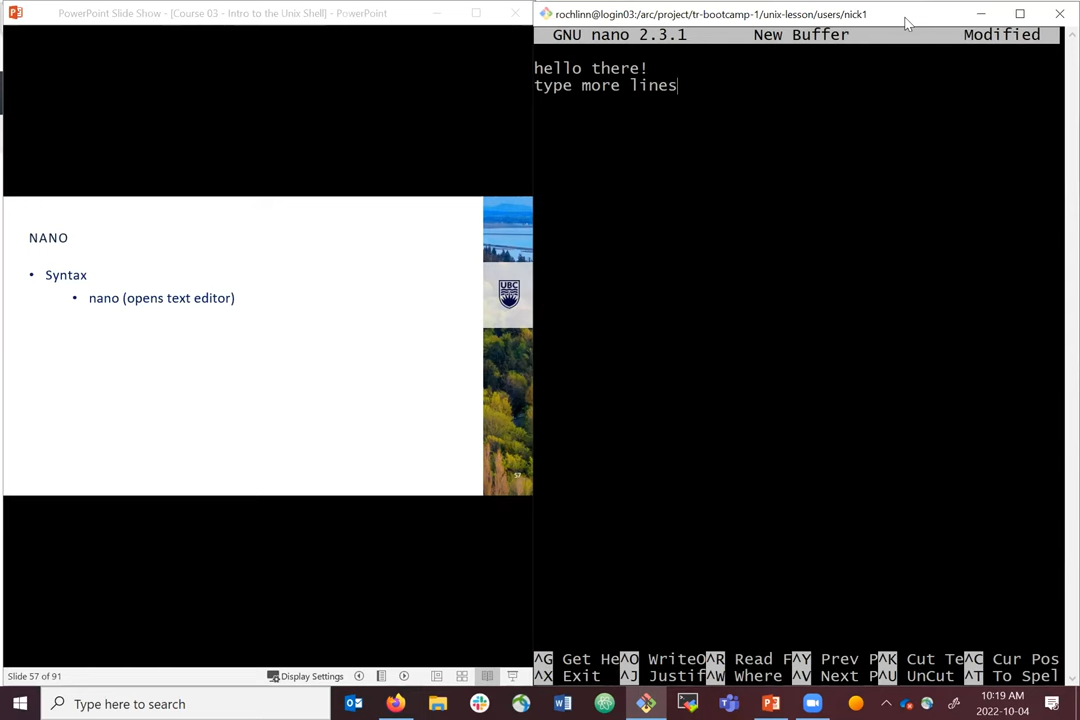 PowerPoint Slide Show - [Course 03 - Intro to the Unix Shell] - PowerPoint
NANO
• Syntax
• nano (opens text editor)
UBC
57
Slide 57 of 91
Display Settings
rochlinn@login03:/arc/project/tr-bootcamp-1/unix-lesson/users/nick1
GNU nano 2.3.1 New Buffer Modified
hello there!
type more lines
^G Get He^O WriteO^R Read F^Y Prev P^K Cut Te^C Cur Pos
^X Exit ^J Justif^W Where ^V Next P^U UnCut ^T To Spel
Type here to search
10:19 AM
2022-10-04